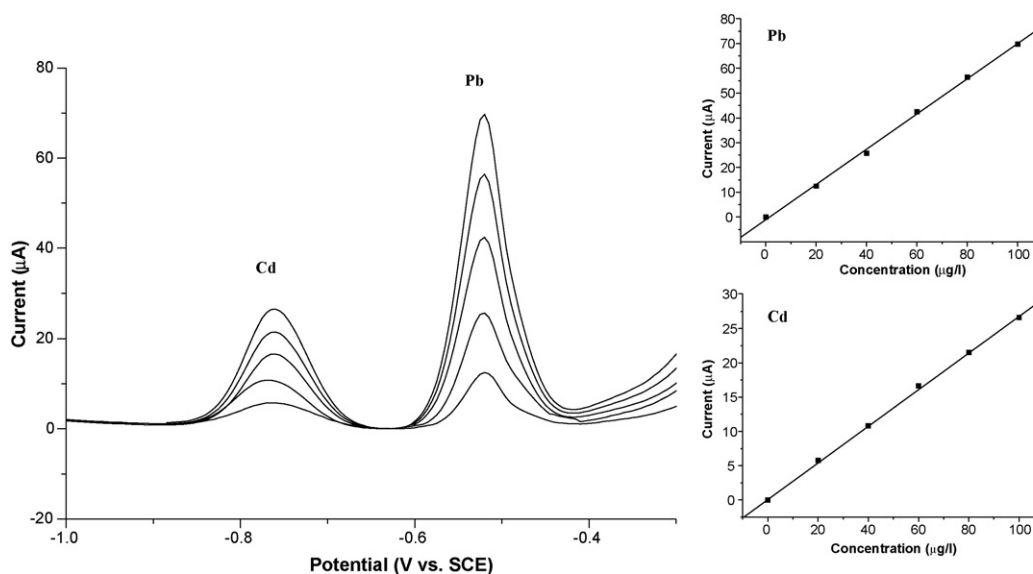 80
60
40
20
0
-20
Current (μA)
Cd
Pb
-1.0 -0.8 -0.6 -0.4
Potential (V vs. SCE)
Pb
80
70
60
50
40
30
20
10
0
Current (μA)
0 20 40 60 80 100
Concentration (μg/l)
Cd
30
25
20
15
10
5
0
Current (μA)
0 20 40 60 80 100
Concentration (μg/l)